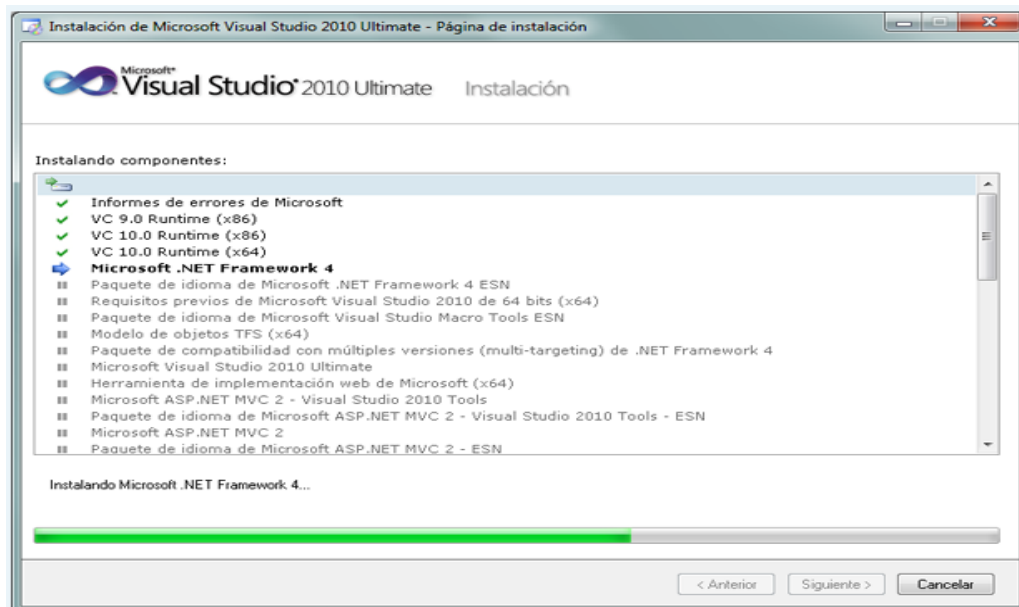 Instalación de Microsoft Visual Studio 2010 Ultimate - Página de instalación
Microsoft
Visual Studio 2010 Ultimate Instalación
Instalando componentes:
Informes de errores de Microsoft
VC 9.0 Runtime (x86)
VC 10.0 Runtime (x86)
VC 10.0 Runtime (x64)
Microsoft .NET Framework 4
Paquete de idioma de Microsoft .NET Framework 4 ESN
Requisitos previos de Microsoft Visual Studio 2010 de 64 bits (x64)
Paquete de idioma de Microsoft Visual Studio Macro Tools ESN
Modelo de objetos TFS (x64)
Paquete de compatibilidad con múltiples versiones (multi-targeting) de .NET Framework 4
Microsoft Visual Studio 2010 Ultimate
Herramienta de implementación web de Microsoft (x64)
Microsoft ASP.NET MVC 2 - Visual Studio 2010 Tools
Paquete de idioma de Microsoft ASP.NET MVC 2 - Visual Studio 2010 Tools - ESN
Microsoft ASP.NET MVC 2
Paquete de idioma de Microsoft ASP.NET MVC 2 - ESN
Instalando Microsoft .NET Framework 4...
< Anterior Siguiente > Cancelar